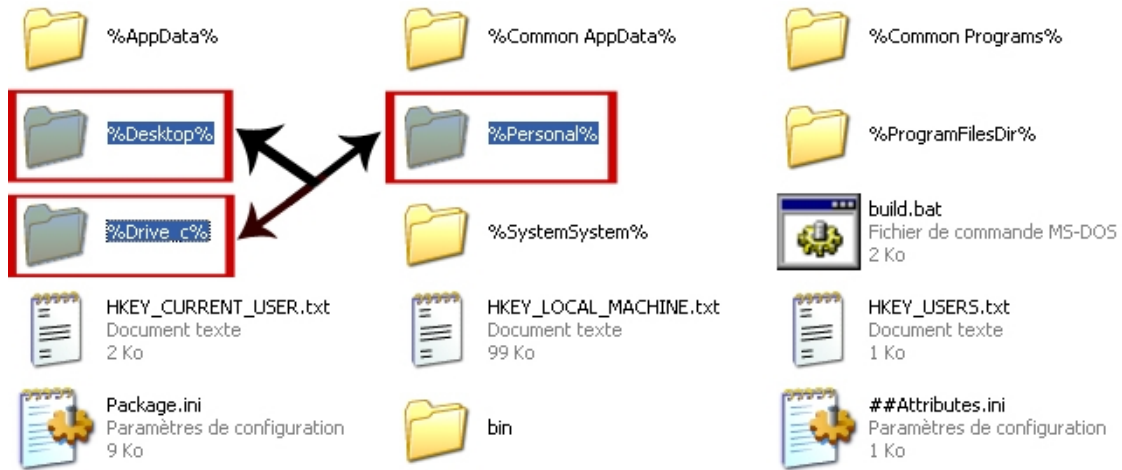 %AppData%
%Common AppData%
%Common Programs%
%Desktop%
%Personal%
%ProgramFilesDir%
%Drive_c%
%SystemSystem%
build.bat
Fichier de commande MS-DOS
2 Ko
HKEY_CURRENT_USER.txt
Document texte
2 Ko
HKEY_LOCAL_MACHINE.txt
Document texte
99 Ko
HKEY_USERS.txt
Document texte
1 Ko
Package.ini
Paramètres de configuration
9 Ko
bin
##Attributes.ini
Paramètres de configuration
1 Ko